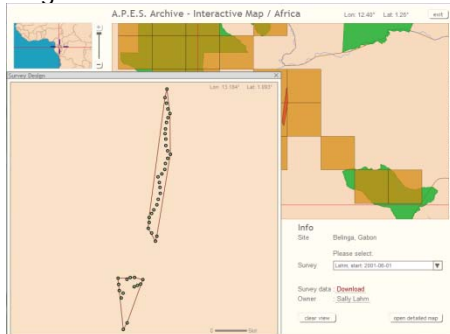 A.P.E.S. Archive - Interactive Map / Africa
Lon: 12.40° Lat: 1.25°
exit
Survey Design
Lon: 13.184° Lat: 1.093°
Info
Site Belinga, Gabon
Please select:
Survey Lahm, start: 2001-06-01
Survey data Download
Owner Sally Lahm
clear view
open detailed map